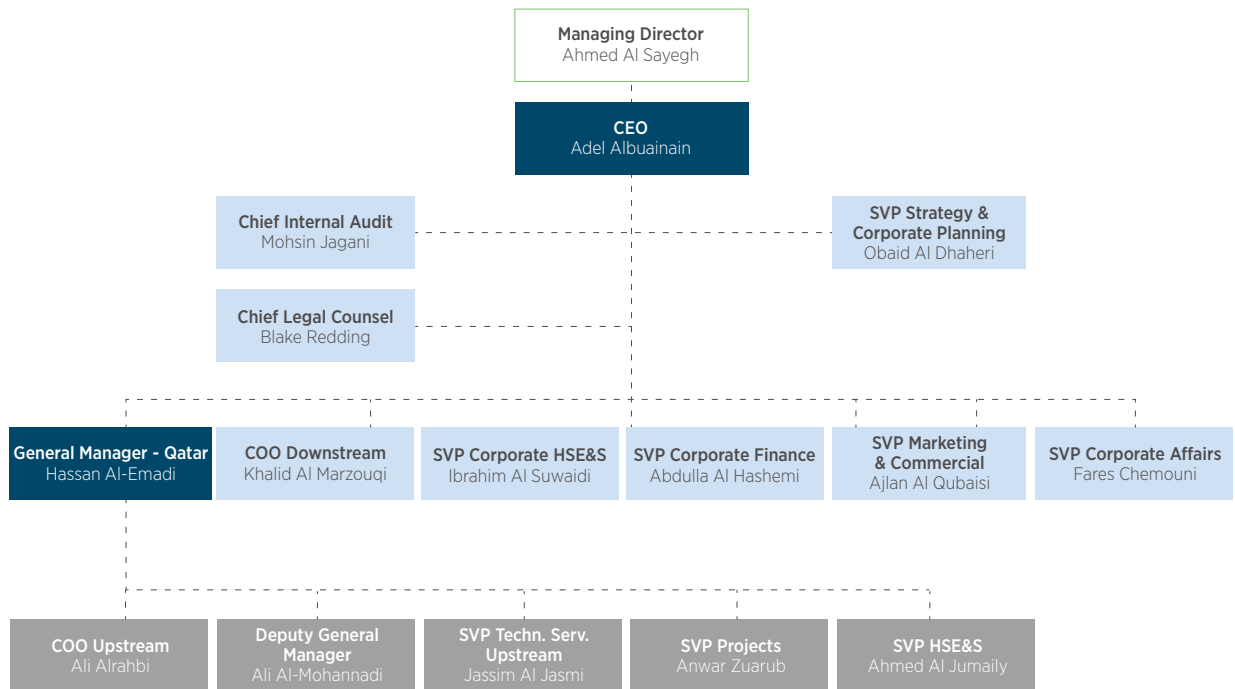 Managing Director
Ahmed Al Sayegh
CEO
Adel Albuainain
Chief Internal Audit
Mohsin Jagani
SVP Strategy &
Corporate Planning
Obaid Al Dhaheri
Chief Legal Counsel
Blake Redding
General Manager - Qatar
Hassan Al-Emadi
COO Downstream
Khalid Al Marzouqi
SVP Corporate HSE&S
Ibrahim Al Suwaidi
SVP Corporate Finance
Abdulla Al Hashemi
SVP Marketing
& Commercial
Ajlan Al Qubaisi
SVP Corporate Affairs
Fares Chemouni
COO Upstream
Ali Alrahbi
Deputy General
Manager
Ali Al-Mohannadi
SVP Techn. Serv.
Upstream
Jassim Al Jasmi
SVP Projects
Anwar Zuarub
SVP HSE&S
Ahmed Al Jumaily